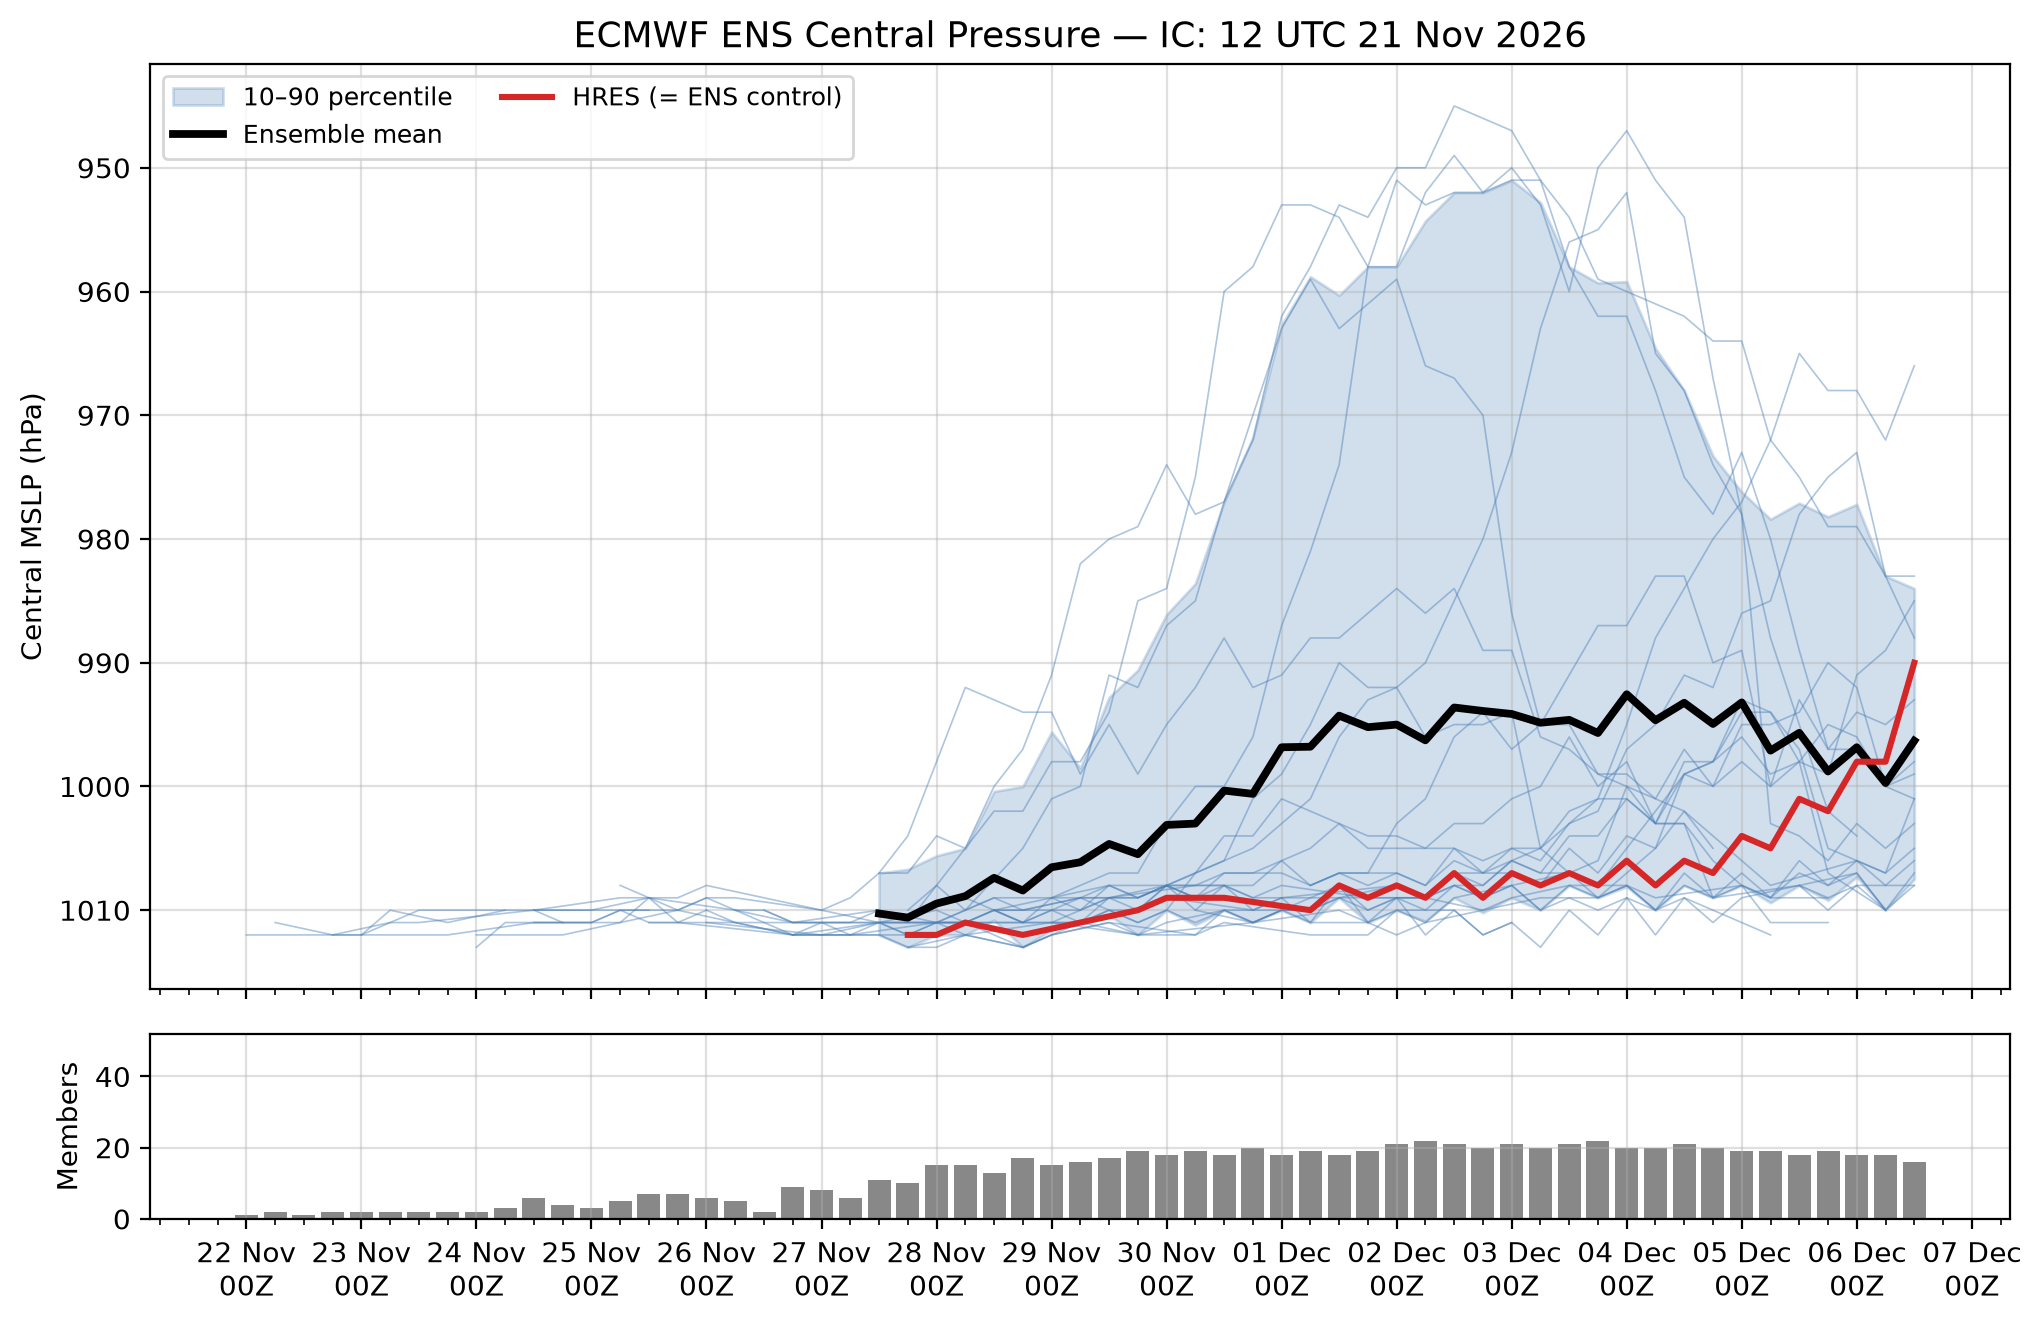 ECMWF ENS Central Pressure — IC: 12 UTC 21 Nov 2026
10–90 percentile
Ensemble mean
HRES (= ENS control)
Central MSLP (hPa)
950
960
970
980
990
1000
1010
Members
40
20
0
22 Nov 23 Nov 24 Nov 25 Nov 26 Nov 27 Nov 28 Nov 29 Nov 30 Nov 01 Dec 02 Dec 03 Dec 04 Dec 05 Dec 06 Dec 07 Dec
00Z 00Z 00Z 00Z 00Z 00Z 00Z 00Z 00Z 00Z 00Z 00Z 00Z 00Z 00Z 00Z